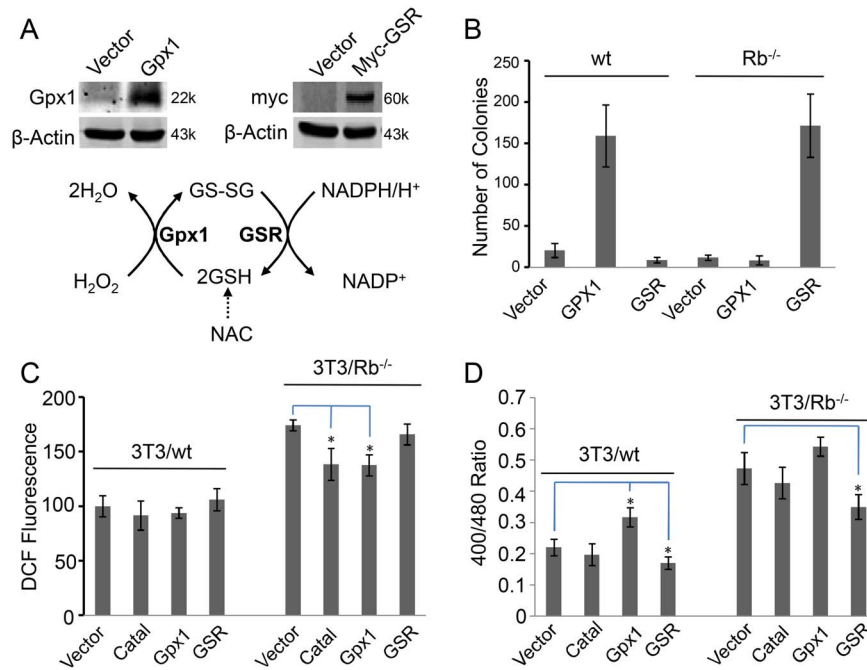 A
Vector
Gpx1
Gpx1
22k
β-Actin
43k
Vector
Myc-GSR
myc
60k
β-Actin
43k
2H₂O
GS-SG
NADPH/H⁺
Gpx1
GSR
H₂O₂
2GSH
NADP⁺
NAC
B
Number of Colonies
250
200
150
100
50
0
wt
Rb⁻/⁻
Vector
GPX1
GSR
Vector
GPX1
GSR
C
DCF Fluorescence
200
150
100
50
0
3T3/wt
3T3/Rb⁻/⁻
*
*
Vector
Catal
Gpx1
GSR
Vector
Catal
Gpx1
GSR
D
400/480 Ratio
0.7
0.6
0.5
0.4
0.3
0.2
0.1
0
3T3/wt
3T3/Rb⁻/⁻
*
*
*
Vector
Catal
Gpx1
GSR
Vector
Catal
Gpx1
GSR